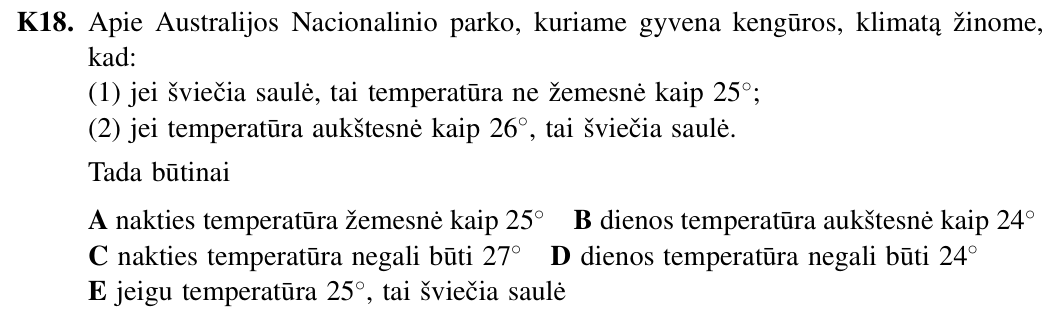 K18. Apie Australijos Nacionalinio parko, kuriame gyvena kengūros, klimatą žinome,
kad:
(1) jei šviečia saulė, tai temperatūra ne žemesnė kaip 25°;
(2) jei temperatūra aukštesnė kaip 26°, tai šviečia saulė.
Tada būtinai
A nakties temperatūra žemesnė kaip 25° B dienos temperatūra aukštesnė kaip 24°
C nakties temperatūra negali būti 27° D dienos temperatūra negali būti 24°
E jeigu temperatūra 25°, tai šviečia saulė